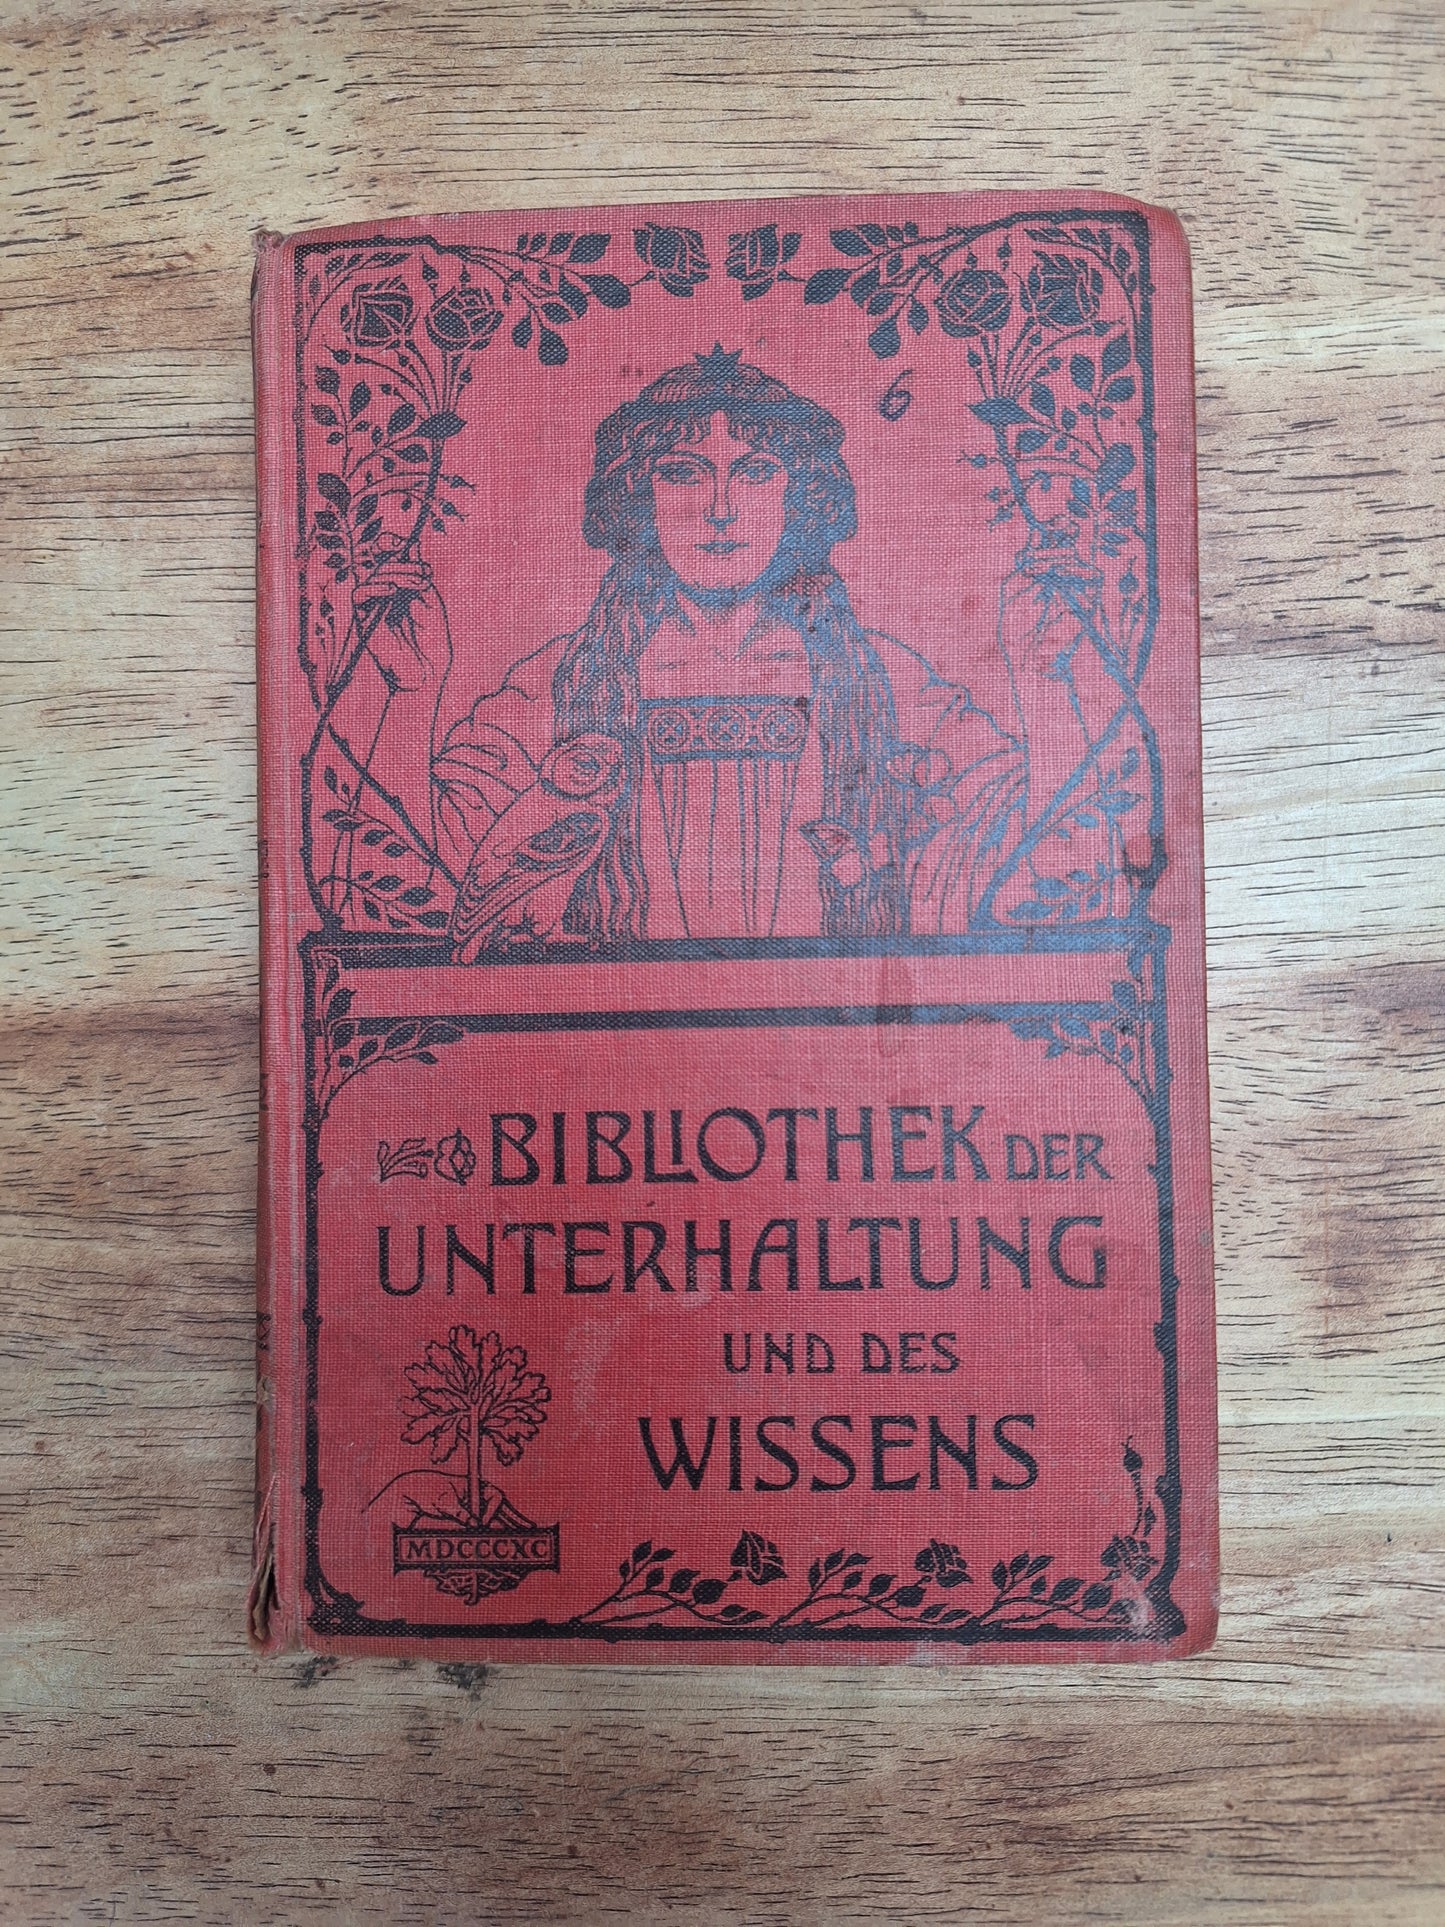 6
BIBLIOTHEK DER
UNTERHALTUNG
UND DES
WISSENS
MDCCCXC